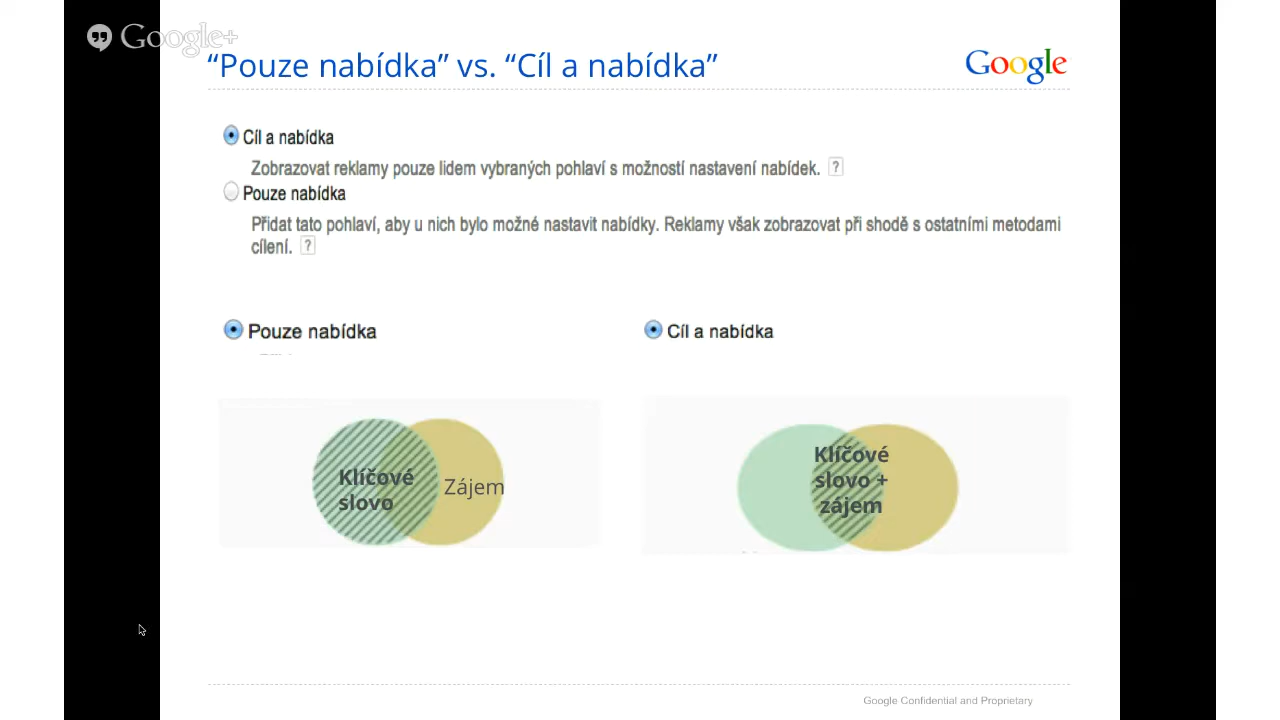 Google+
“Pouze nabídka” vs. “Cíl a nabídka”
Google
Cíl a nabídka
Zobrazovat reklamy pouze lidem vybraných pohlaví s možností nastavení nabídek. ?
Pouze nabídka
Přidat tato pohlaví, aby u nich bylo možné nastavit nabídky. Reklamy však zobrazovat při shodě s ostatními metodami
cílení. ?
Pouze nabídka
Cíl a nabídka
Klíčové
slovo
Zájem
Klíčové
slovo +
zájem
Google Confidential and Proprietary